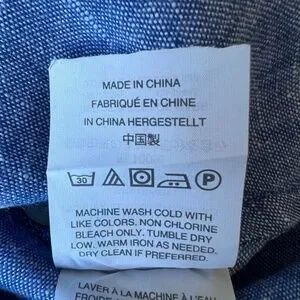 MADE IN CHINA
FABRIQUÉ EN CHINE
IN CHINA HERGESTELLT
中国製
30 P
MACHINE WASH COLD WITH
LIKE COLORS. NON CHLORINE
BLEACH ONLY. TUMBLE DRY
LOW. WARM IRON AS NEEDED.
DRY CLEAN IF PREFERRED.
LAVER À LA MACHINE À L'EAU
FROIDE